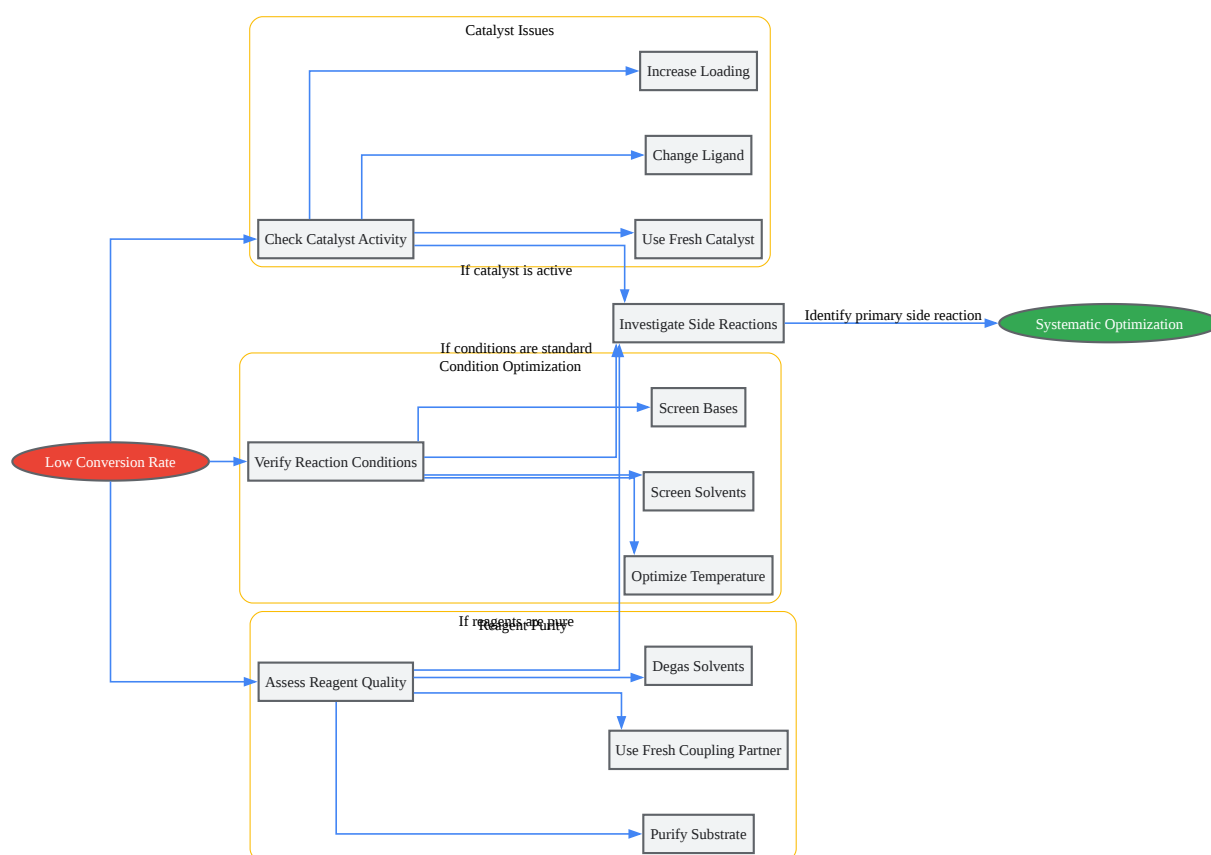 Catalyst Issues
Increase Loading
Change Ligand
Check Catalyst Activity
Use Fresh Catalyst
If catalyst is active
Investigate Side Reactions
Identify primary side reaction
Systematic Optimization
If conditions are standard
Condition Optimization
Screen Bases
Low Conversion Rate
Verify Reaction Conditions
Screen Solvents
Optimize Temperature
If reagents are pure
Reagent Purity
Degas Solvents
Assess Reagent Quality
Use Fresh Coupling Partner
Purify Substrate